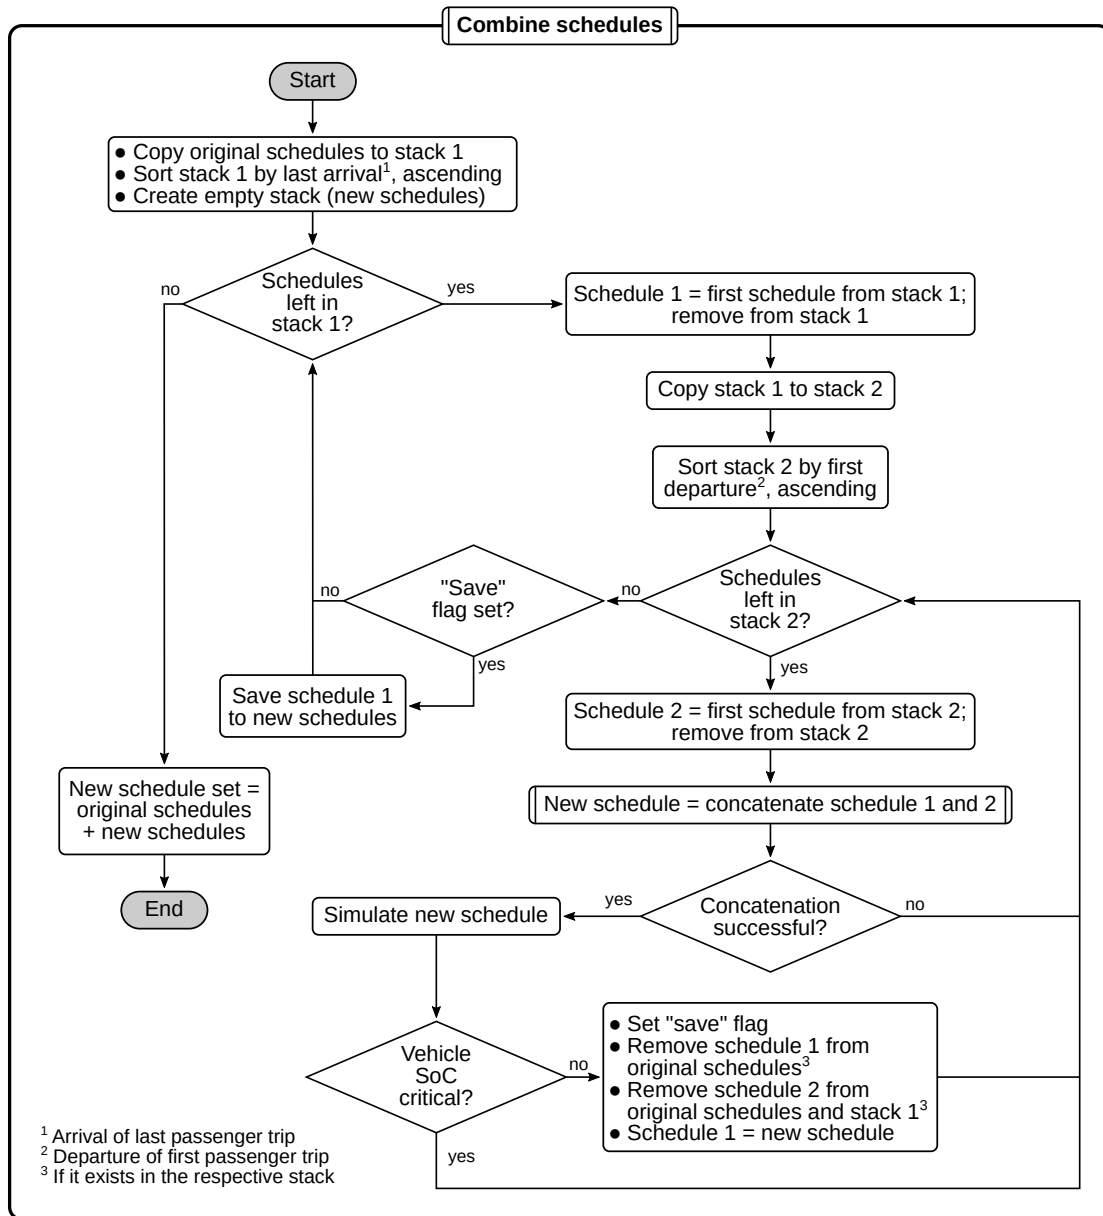 Combine schedules
Start
● Copy original schedules to stack 1
● Sort stack 1 by last arrival¹, ascending
● Create empty stack (new schedules)
Schedules
left in
stack 1?
no
yes
Schedule 1 = first schedule from stack 1;
remove from stack 1
Copy stack 1 to stack 2
Sort stack 2 by first
departure², ascending
Schedules
left in
stack 2?
no
yes
"Save"
flag set?
no
yes
Save schedule 1
to new schedules
Schedule 2 = first schedule from stack 2;
remove from stack 2
New schedule set =
original schedules
+ new schedules
End
New schedule = concatenate schedule 1 and 2
Concatenation
successful?
yes
no
Simulate new schedule
Vehicle
SoC
critical?
no
yes
● Set "save" flag
● Remove schedule 1 from
original schedules³
● Remove schedule 2 from
original schedules and stack 1³
● Schedule 1 = new schedule
¹ Arrival of last passenger trip
² Departure of first passenger trip
³ If it exists in the respective stack